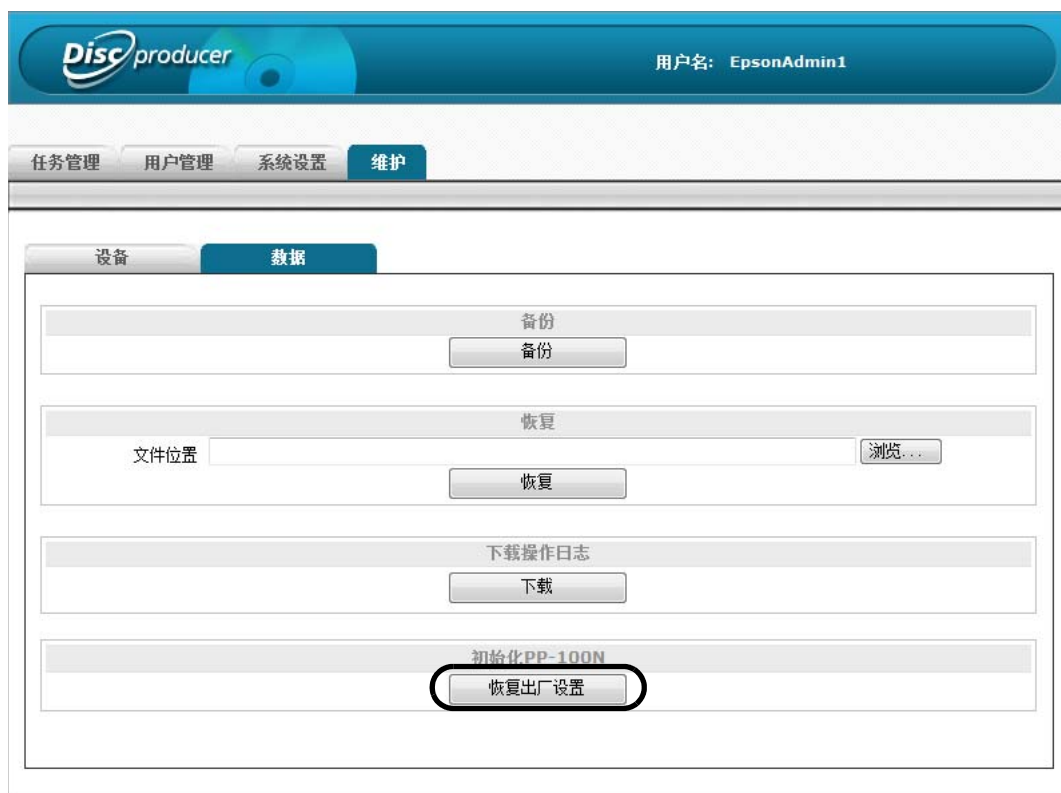 Disc producer
用户名: EpsonAdmin1
任务管理 用户管理 系统设置 维护
设备 数据
备份
备份
恢复
文件位置 浏览...
恢复
下载操作日志
下载
初始化PP-100N
恢复出厂设置